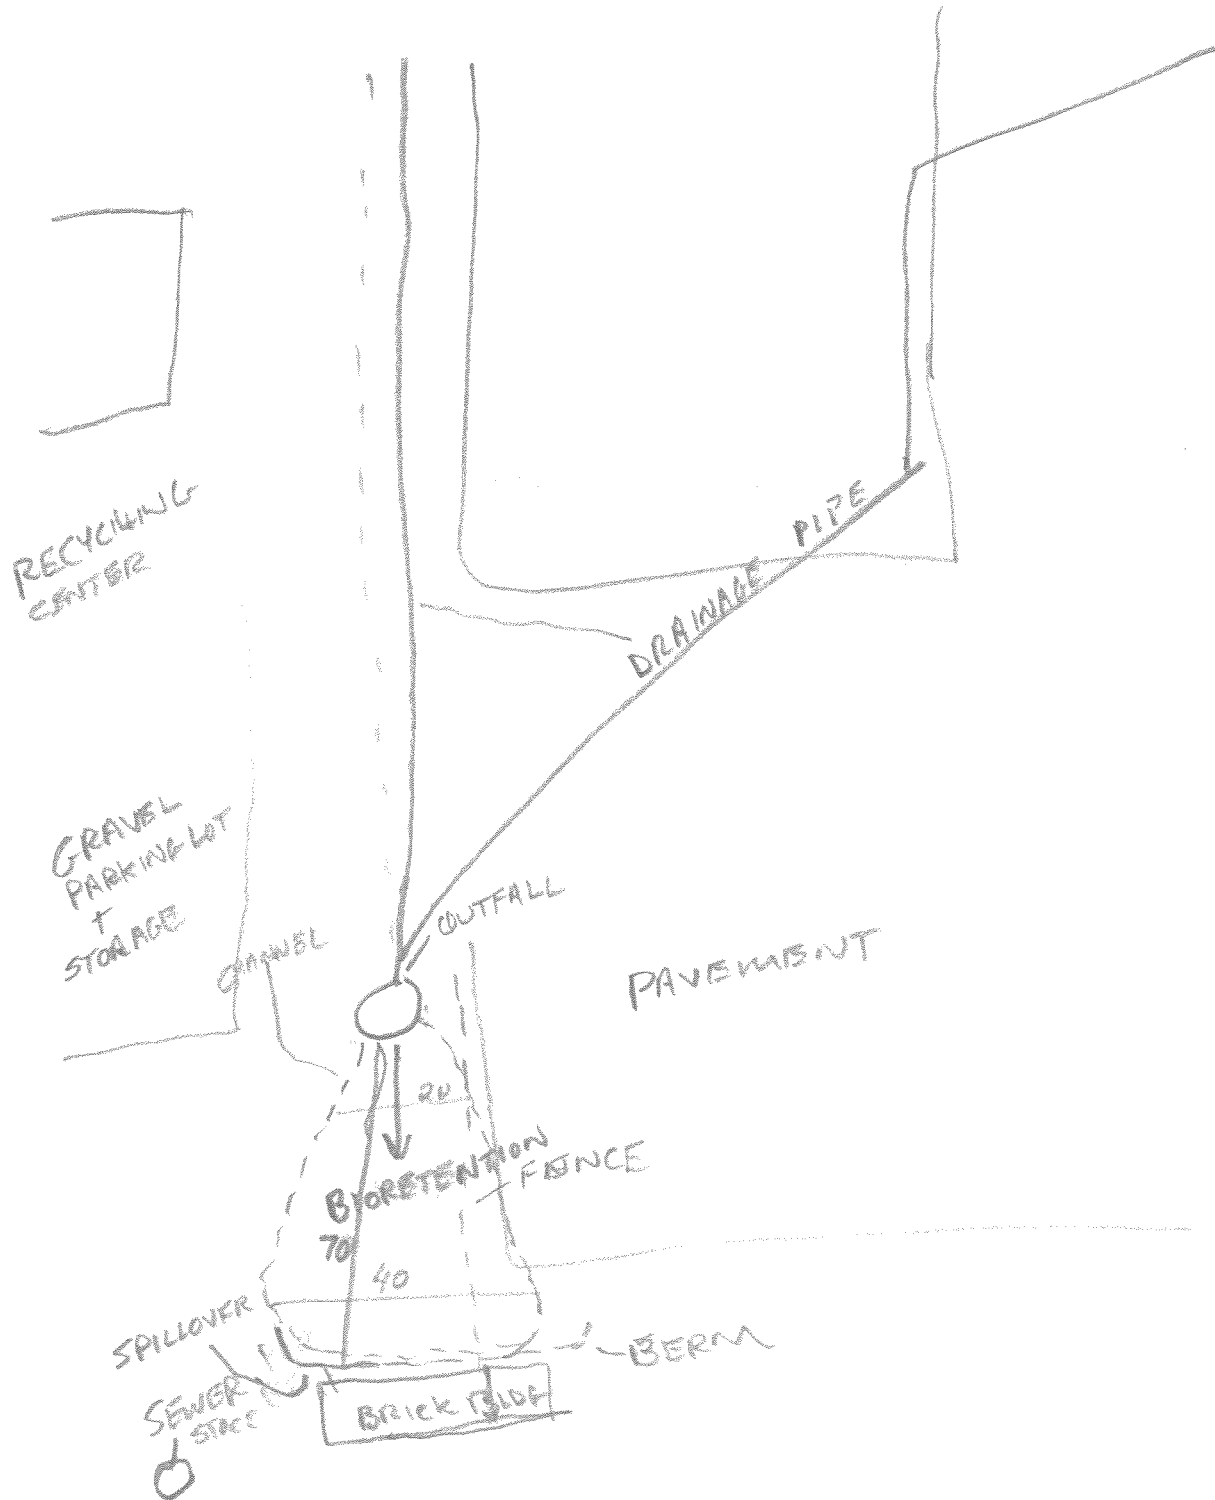 RECYCLING
CENTER
DRAINAGE PIPE
GRAVEL
PARKING LOT
+
STORAGE
CHANNEL
OUTFALL
PAVEMENT
20
BIORETENTION
FENCE
70
40
SPILLOVER
BERM
SEWER
BRICK BLDG